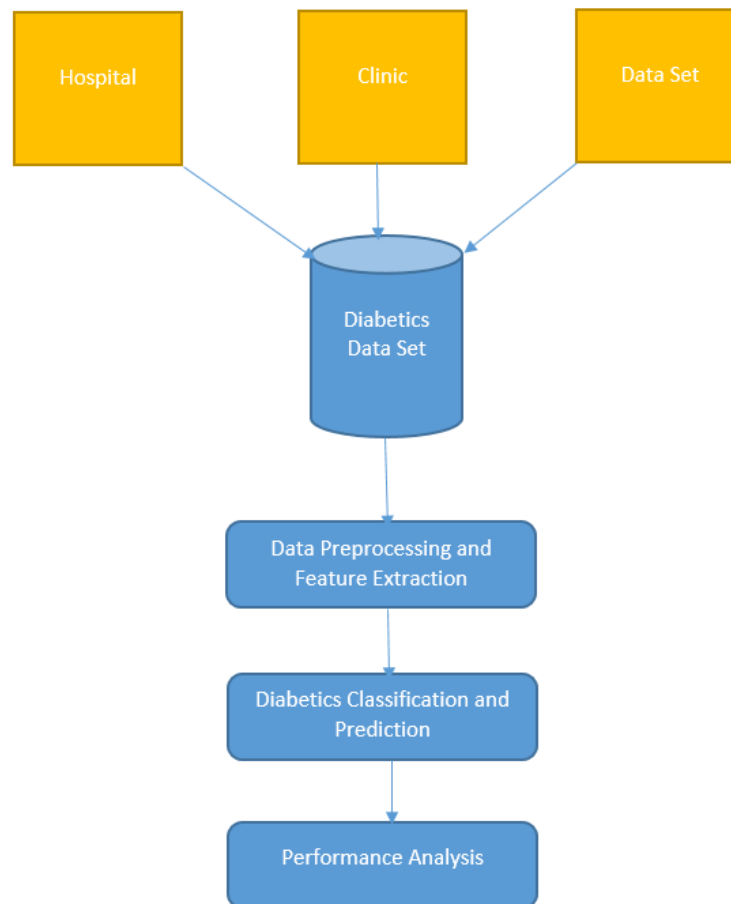 Hospital
Clinic
Data Set
Diabetics
Data Set
Data Preprocessing and
Feature Extraction
Diabetics Classification and
Prediction
Performance Analysis